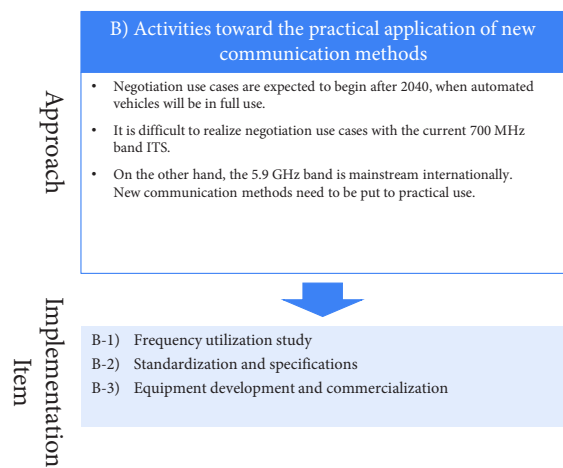 B) Activities toward the practical application of new
communication methods
Approach
• Negotiation use cases are expected to begin after 2040, when automated
vehicles will be in full use.
• It is difficult to realize negotiation use cases with the current 700 MHz
band ITS.
• On the other hand, the 5.9 GHz band is mainstream internationally.
New communication methods need to be put to practical use.
Implementation
Item
B-1) Frequency utilization study
B-2) Standardization and specifications
B-3) Equipment development and commercialization